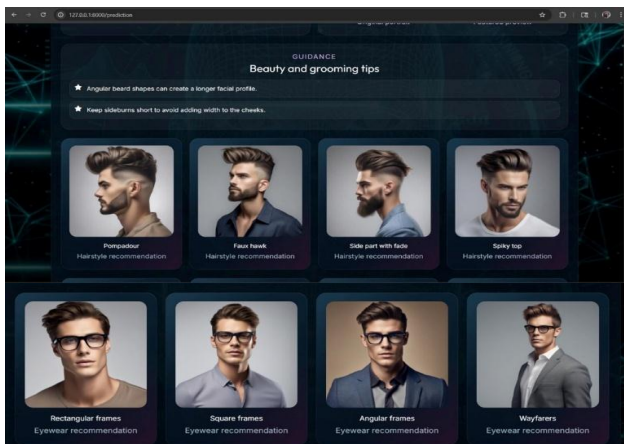 127.0.0.1:8000/prediction
GUIDANCE
Beauty and grooming tips
Angular beard shapes can create a longer facial profile.
Keep sideburns short to avoid adding width to the cheeks.
Pompadour
Hairstyle recommendation
Faux hawk
Hairstyle recommendation
Side part with fade
Hairstyle recommendation
Spiky top
Hairstyle recommendation
Rectangular frames
Eyewear recommendation
Square frames
Eyewear recommendation
Angular frames
Eyewear recommendation
Wayfarers
Eyewear recommendation